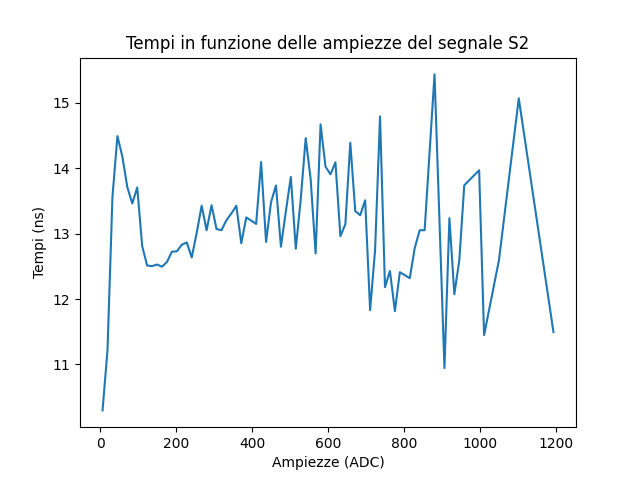 Tempi in funzione delle ampiezze del segnale S2
15
14
13
12
11
Tempi (ns)
0 200 400 600 800 1000 1200
Ampiezze (ADC)